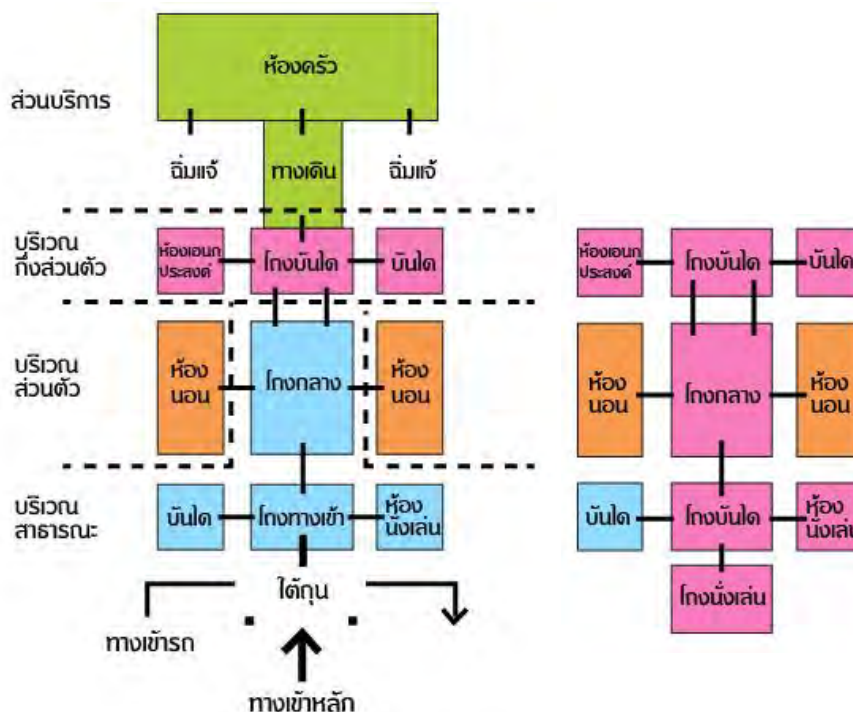 ห้องครัว
ส่วนบริการ
ฉิ่มแจ้
ทางเดิน
ฉิ่มแจ้
บริเวณ
กึ่งส่วนตัว
ห้องเอนก
ประสงค์
โถงบันได
บันได
บริเวณ
ส่วนตัว
ห้อง
นอน
โถงกลาง
ห้อง
นอน
บริเวณ
สาธารณะ
บันได
โถงทางเข้า
ห้อง
นั่งเล่น
ใต้ถุน
ทางเข้ารถ
ทางเข้าหลัก
ห้องเอนก
ประสงค์
โถงบันได
บันได
ห้อง
นอน
โถงกลาง
ห้อง
นอน
บันได
โถงบันได
ห้อง
นั่งเล่น
โถงนั่งเล่น